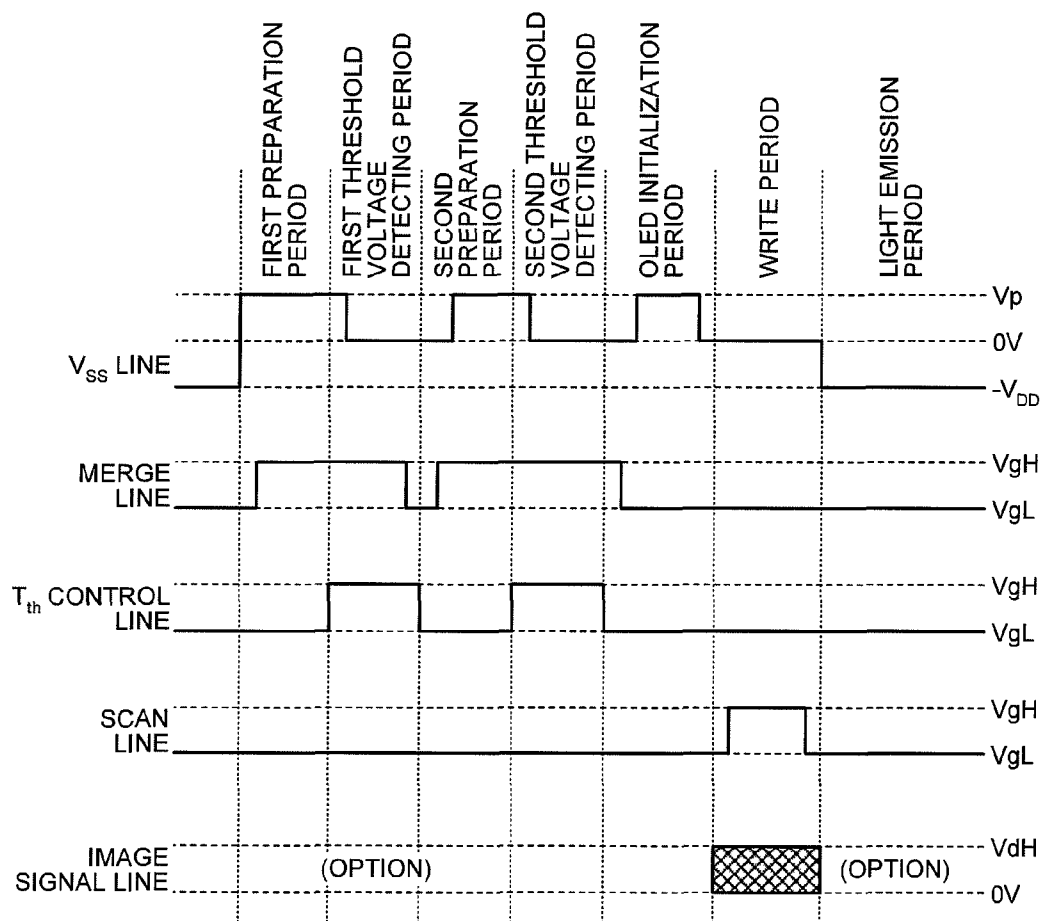 FIRST PREPARATION
PERIOD
FIRST THRESHOLD
VOLTAGE
DETECTING PERIOD
SECOND
PREPARATION
PERIOD
SECOND THRESHOLD
VOLTAGE
DETECTING PERIOD
OLED INITIALIZATION
PERIOD
WRITE PERIOD
LIGHT EMISSION
PERIOD
Vp
0V
VSS LINE
-VDD
MERGE
LINE
VgH
VgL
Tth CONTROL
LINE
VgH
VgL
SCAN
LINE
VgH
VgL
IMAGE
SIGNAL LINE
(OPTION)
(OPTION)
VdH
0V